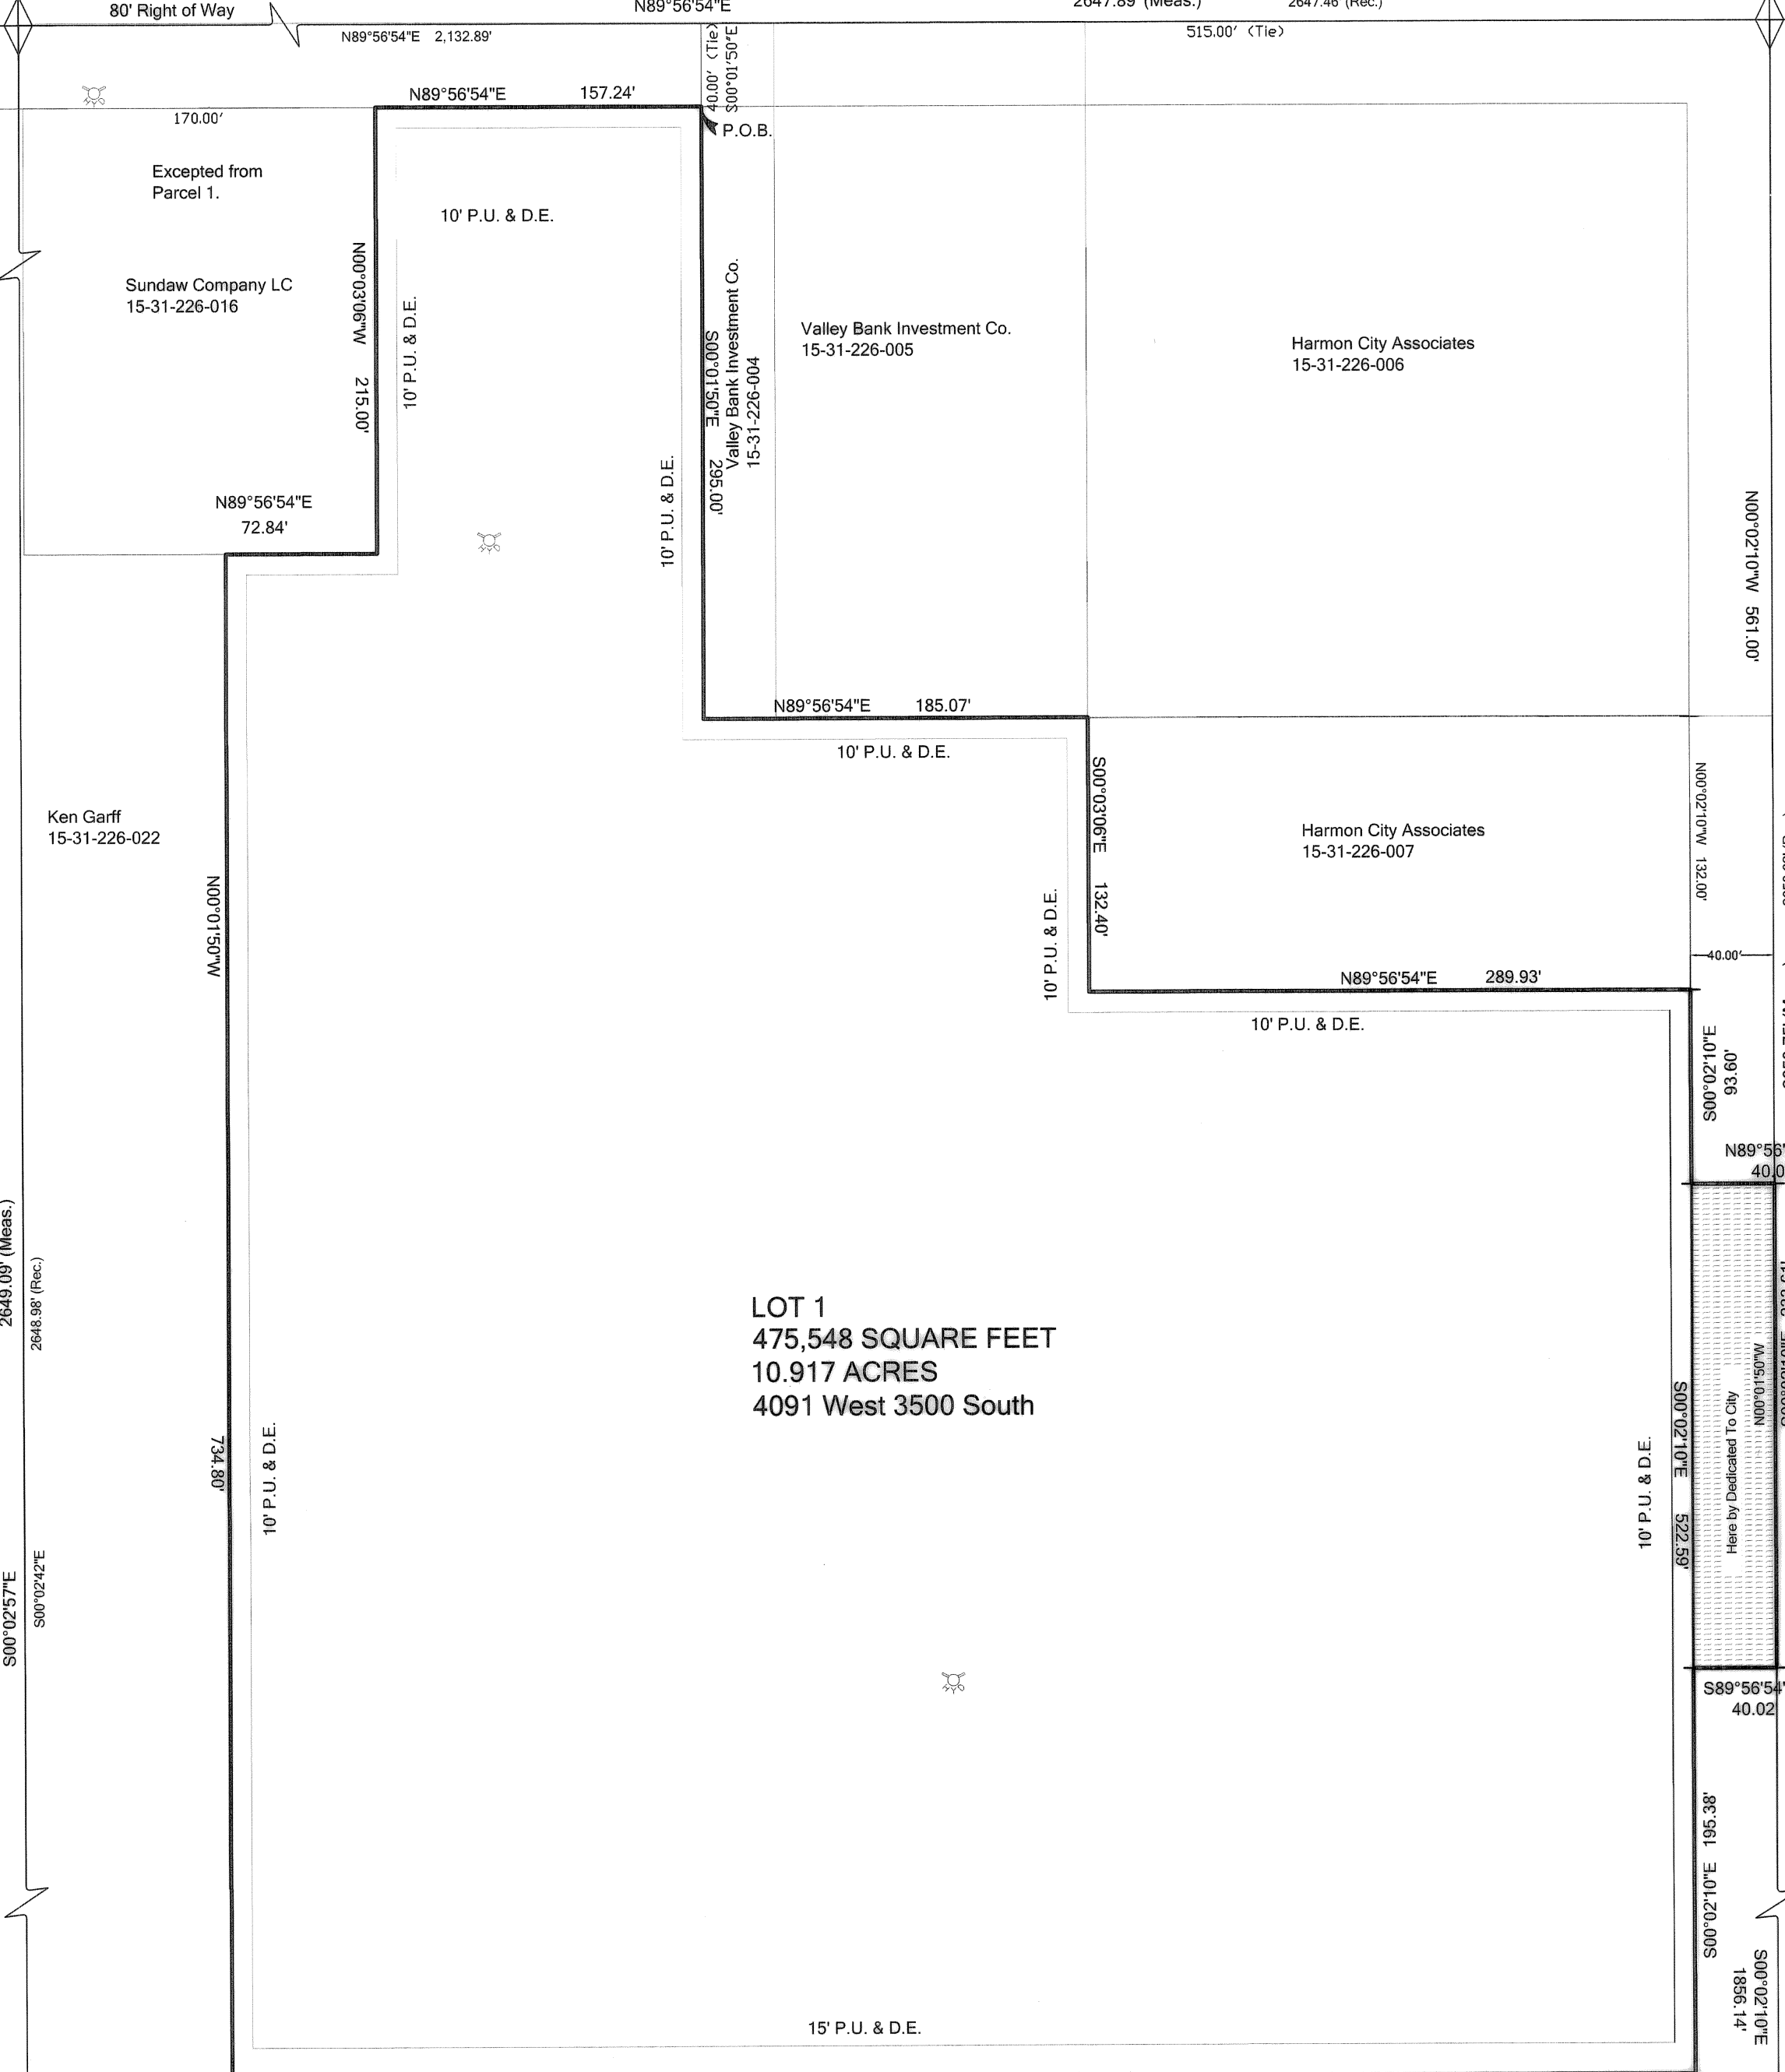 80' Right of Way
N89°56'54"E
2647.89' (Meas.)
2647.46' (Rec.)
N89°56'54"E 2,132.89'
40.00' (Tie)
S00°01'50"E
515.00' (Tie)
N89°56'54"E 157.24'
170.00'
P.O.B.
Excepted from
Parcel 1.
10' P.U. & D.E.
Sundaw Company LC
15-31-226-016
N00°03'06"W 215.00'
10' P.U. & D.E.
S00°01'50"E 295.00'
Valley Bank Investment Co.
15-31-226-004
Valley Bank Investment Co.
15-31-226-005
Harmon City Associates
15-31-226-006
10' P.U. & D.E.
N89°56'54"E
72.84'
N00°02'10"W 561.00'
N89°56'54"E 185.07'
10' P.U. & D.E.
Ken Garff
15-31-226-022
S00°03'06"E 132.40'
Harmon City Associates
15-31-226-007
N00°02'10"W 132.00'
N00°01'50"W
734.80'
10' P.U. & D.E.
40.00'
N89°56'54"E 289.93'
10' P.U. & D.E.
S00°02'10"E
93.60'
N89°56'
40.0
2649.09' (Meas.)
2648.98' (Rec.)
LOT 1
475,548 SQUARE FEET
10.917 ACRES
4091 West 3500 South
10' P.U. & D.E.
10' P.U. & D.E.
S00°02'10"E 522.59'
Here by Dedicated To City
N00°01'50"W
S00°02'57"E
S00°02'42"E
S89°56'54"
40.02
S00°02'10"E 195.38'
S00°02'10"E
1856.14'
15' P.U. & D.E.